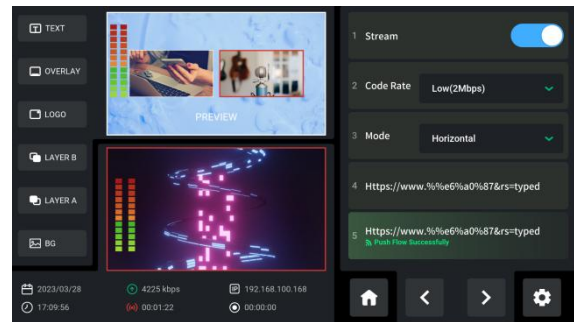 TEXT
OVERLAY
LOGO
LAYER B
LAYER A
BG
PREVIEW
2023/03/28
4225 kbps
IP 192.168.100.168
17:09:56
00:01:22
00:00:00
1 Stream
2 Code Rate Low(2Mbps)
3 Mode Horizontal
4 Https://www.%%e6%a0%87&rs=typed
5 Https://www.%%e6%a0%87&rs=typed
Push Flow Successfully